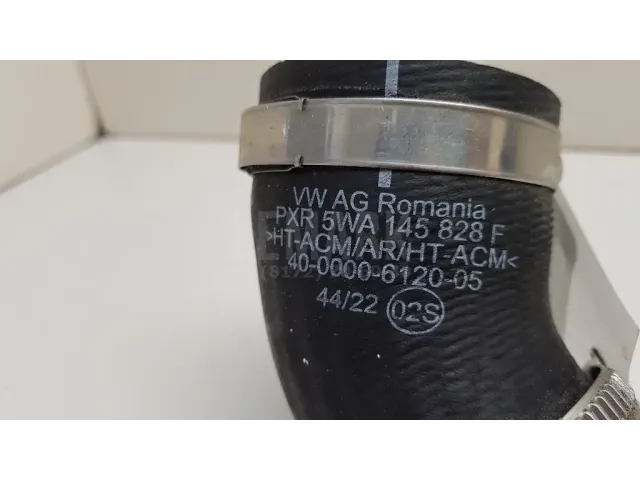 VW AG Romania
PXR 5WA 145 828 F
>HT-ACM/AR/HT-ACM<
40-0000-6120-05
44/22 02S